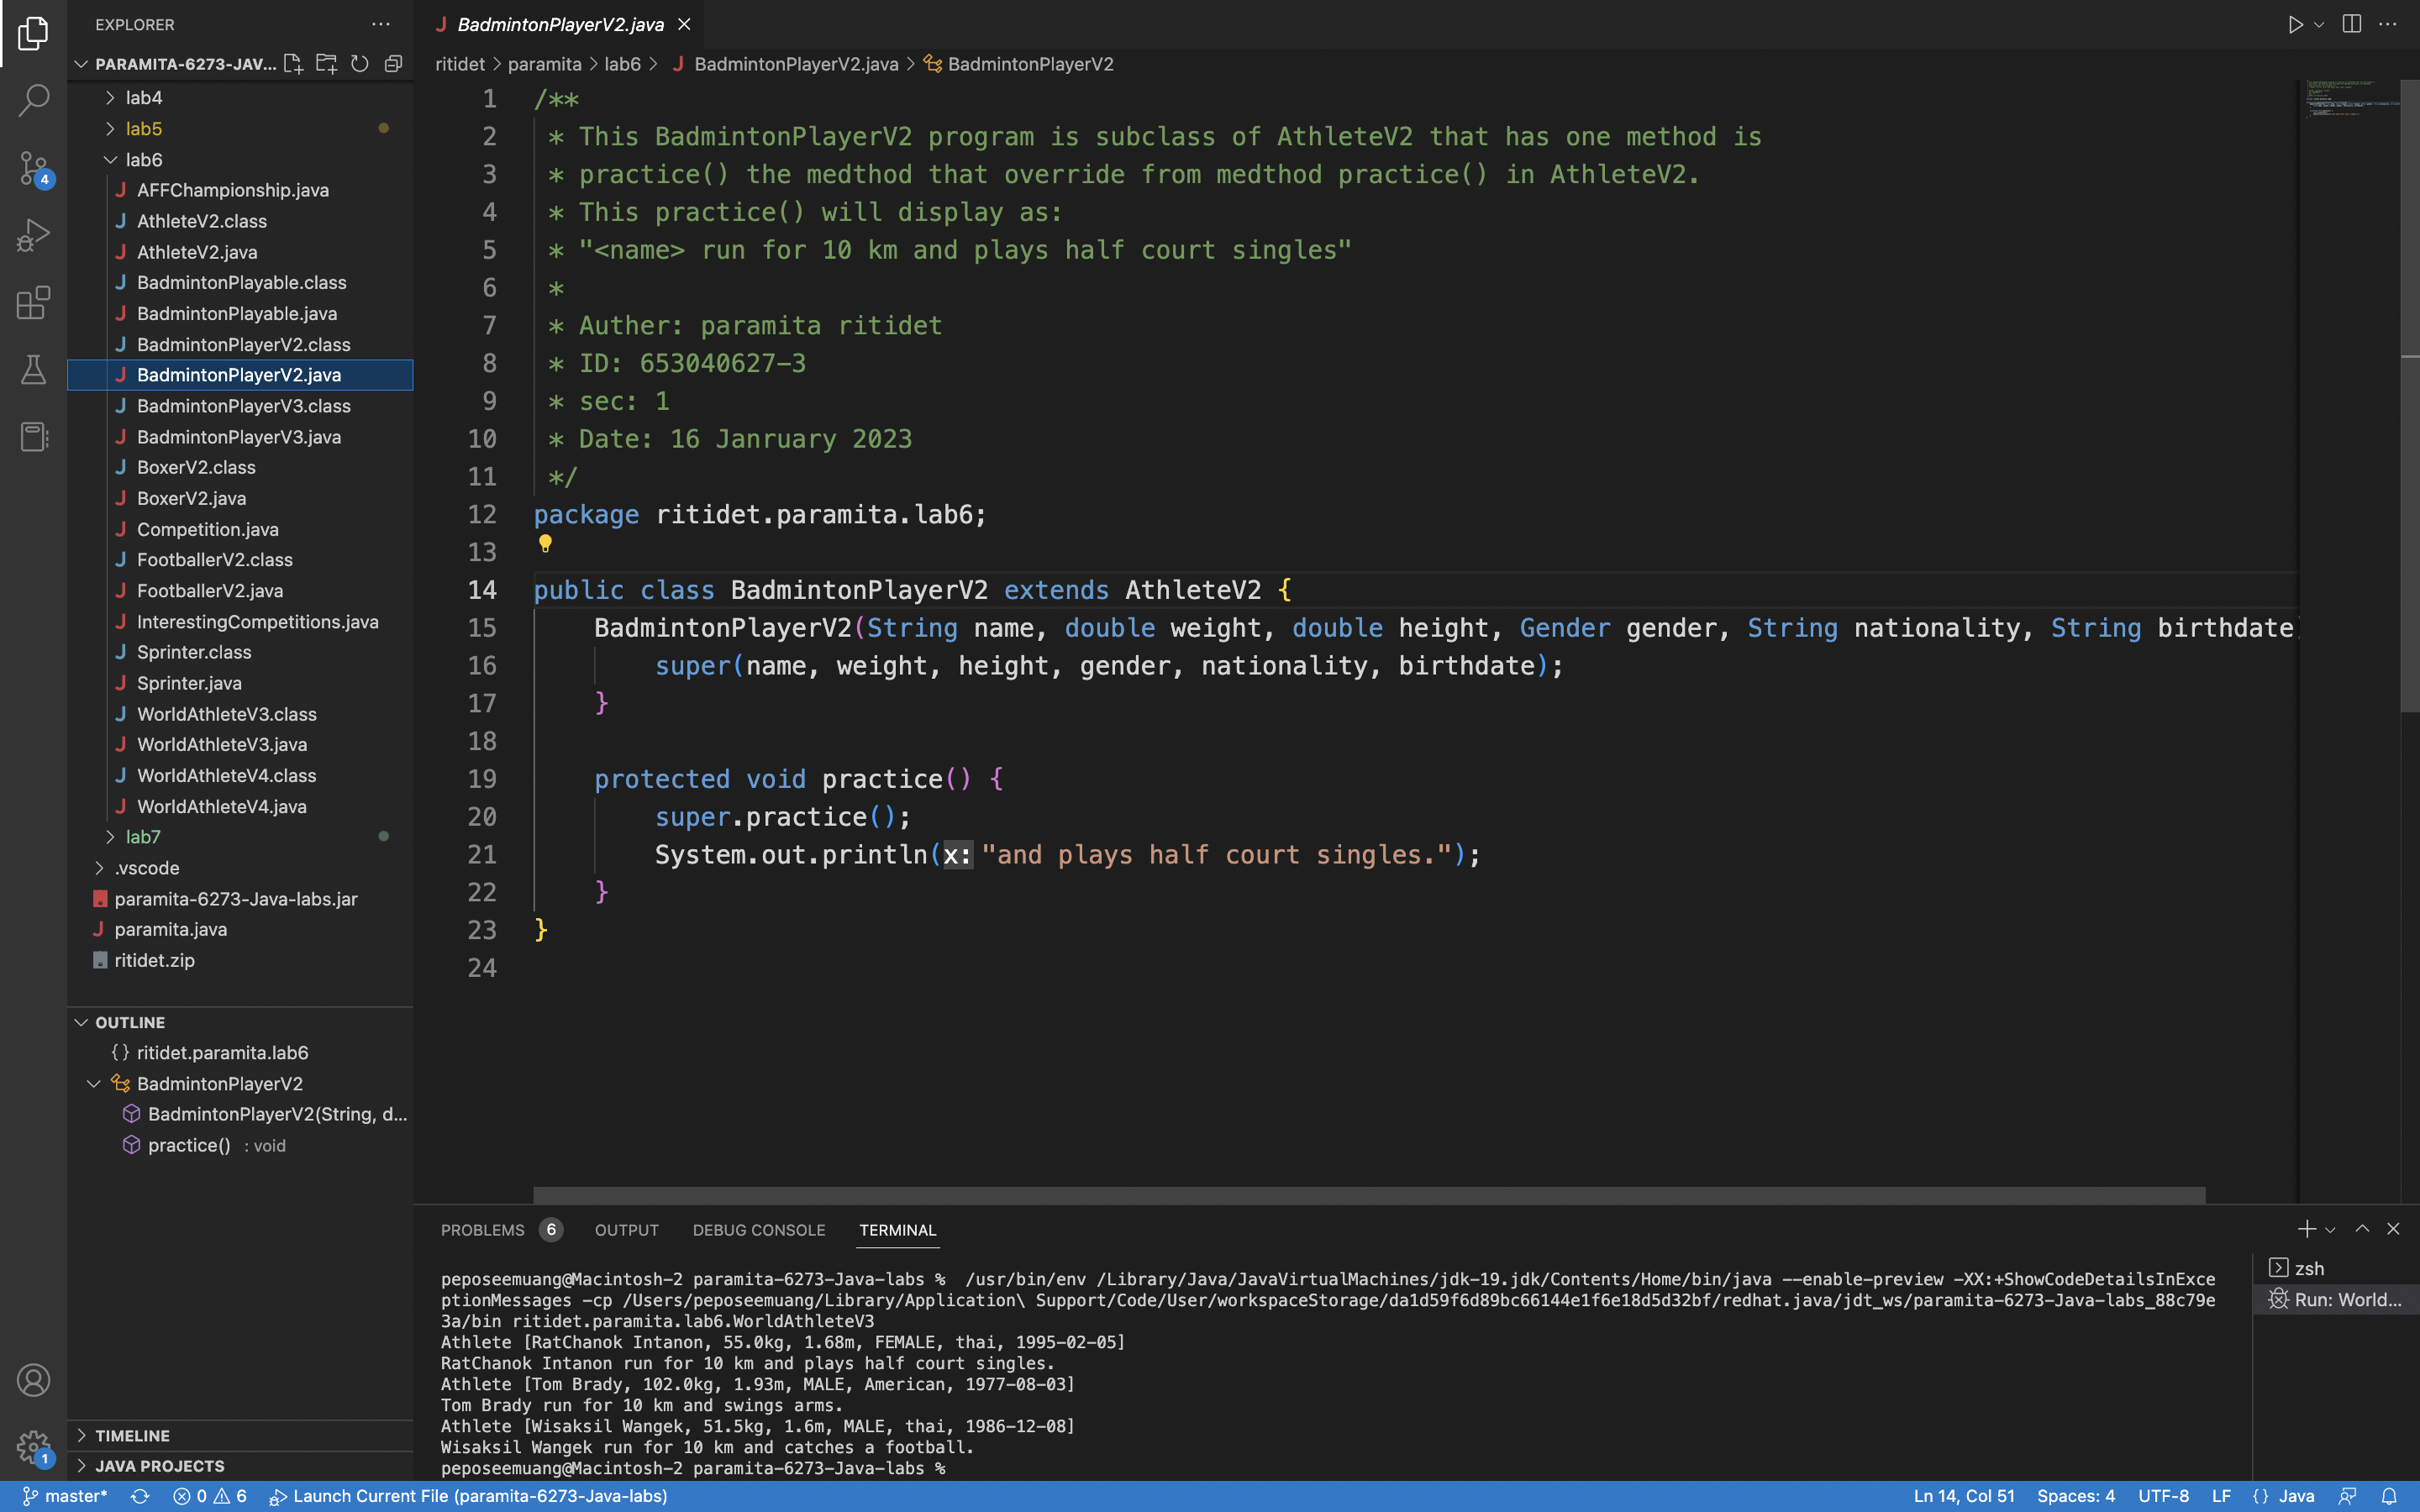 EXPLORER
PARAMITA-6273-JAV...
lab4
lab5
lab6
AFFChampionship.java
AthleteV2.class
AthleteV2.java
BadmintonPlayable.class
BadmintonPlayable.java
BadmintonPlayerV2.class
BadmintonPlayerV2.java
BadmintonPlayerV3.class
BadmintonPlayerV3.java
BoxerV2.class
BoxerV2.java
Competition.java
FootballerV2.class
FootballerV2.java
InterestingCompetitions.java
Sprinter.class
Sprinter.java
WorldAthleteV3.class
WorldAthleteV3.java
WorldAthleteV4.class
WorldAthleteV4.java
lab7
.vscode
paramita-6273-Java-labs.jar
paramita.java
ritidet.zip
OUTLINE
{} ritidet.paramita.lab6
BadmintonPlayerV2
BadmintonPlayerV2(String, d...
practice() : void
TIMELINE
JAVA PROJECTS
4
1
J BadmintonPlayerV2.java
ritidet > paramita > lab6 > J BadmintonPlayerV2.java > BadmintonPlayerV2
1 /**
2 * This BadmintonPlayerV2 program is subclass of AthleteV2 that has one method is
3 * practice() the medthod that override from medthod practice() in AthleteV2.
4 * This practice() will display as:
5 * "<name> run for 10 km and plays half court singles"
6 *
7 * Auther: paramita ritidet
8 * ID: 653040627-3
9 * sec: 1
10 * Date: 16 Janruary 2023
11 */
12 package ritidet.paramita.lab6;
13
14 public class BadmintonPlayerV2 extends AthleteV2 {
15 BadmintonPlayerV2(String name, double weight, double height, Gender gender, String nationality, String birthdate)
16 super(name, weight, height, gender, nationality, birthdate);
17 }
18
19 protected void practice() {
20 super.practice();
21 System.out.println(x: "and plays half court singles.");
22 }
23 }
24
PROBLEMS 6 OUTPUT DEBUG CONSOLE TERMINAL
peposeemuang@Macintosh-2 paramita-6273-Java-labs %  /usr/bin/env /Library/Java/JavaVirtualMachines/jdk-19.jdk/Contents/Home/bin/java --enable-preview -XX:+ShowCodeDetailsInExce
ptionMessages -cp /Users/peposeemuang/Library/Application\ Support/Code/User/workspaceStorage/da1d59f6d89bc66144e1f6e18d5d32bf/redhat.java/jdt_ws/paramita-6273-Java-labs_88c79e
3a/bin ritidet.paramita.lab6.WorldAthleteV3
Athlete [RatChanok Intanon, 55.0kg, 1.68m, FEMALE, thai, 1995-02-05]
RatChanok Intanon run for 10 km and plays half court singles.
Athlete [Tom Brady, 102.0kg, 1.93m, MALE, American, 1977-08-03]
Tom Brady run for 10 km and swings arms.
Athlete [Wisaksil Wangek, 51.5kg, 1.6m, MALE, thai, 1986-12-08]
Wisaksil Wangek run for 10 km and catches a football.
peposeemuang@Macintosh-2 paramita-6273-Java-labs %
zsh
Run: World...
master* 0 6 Launch Current File (paramita-6273-Java-labs) Ln 14, Col 51 Spaces: 4 UTF-8 LF {} Java